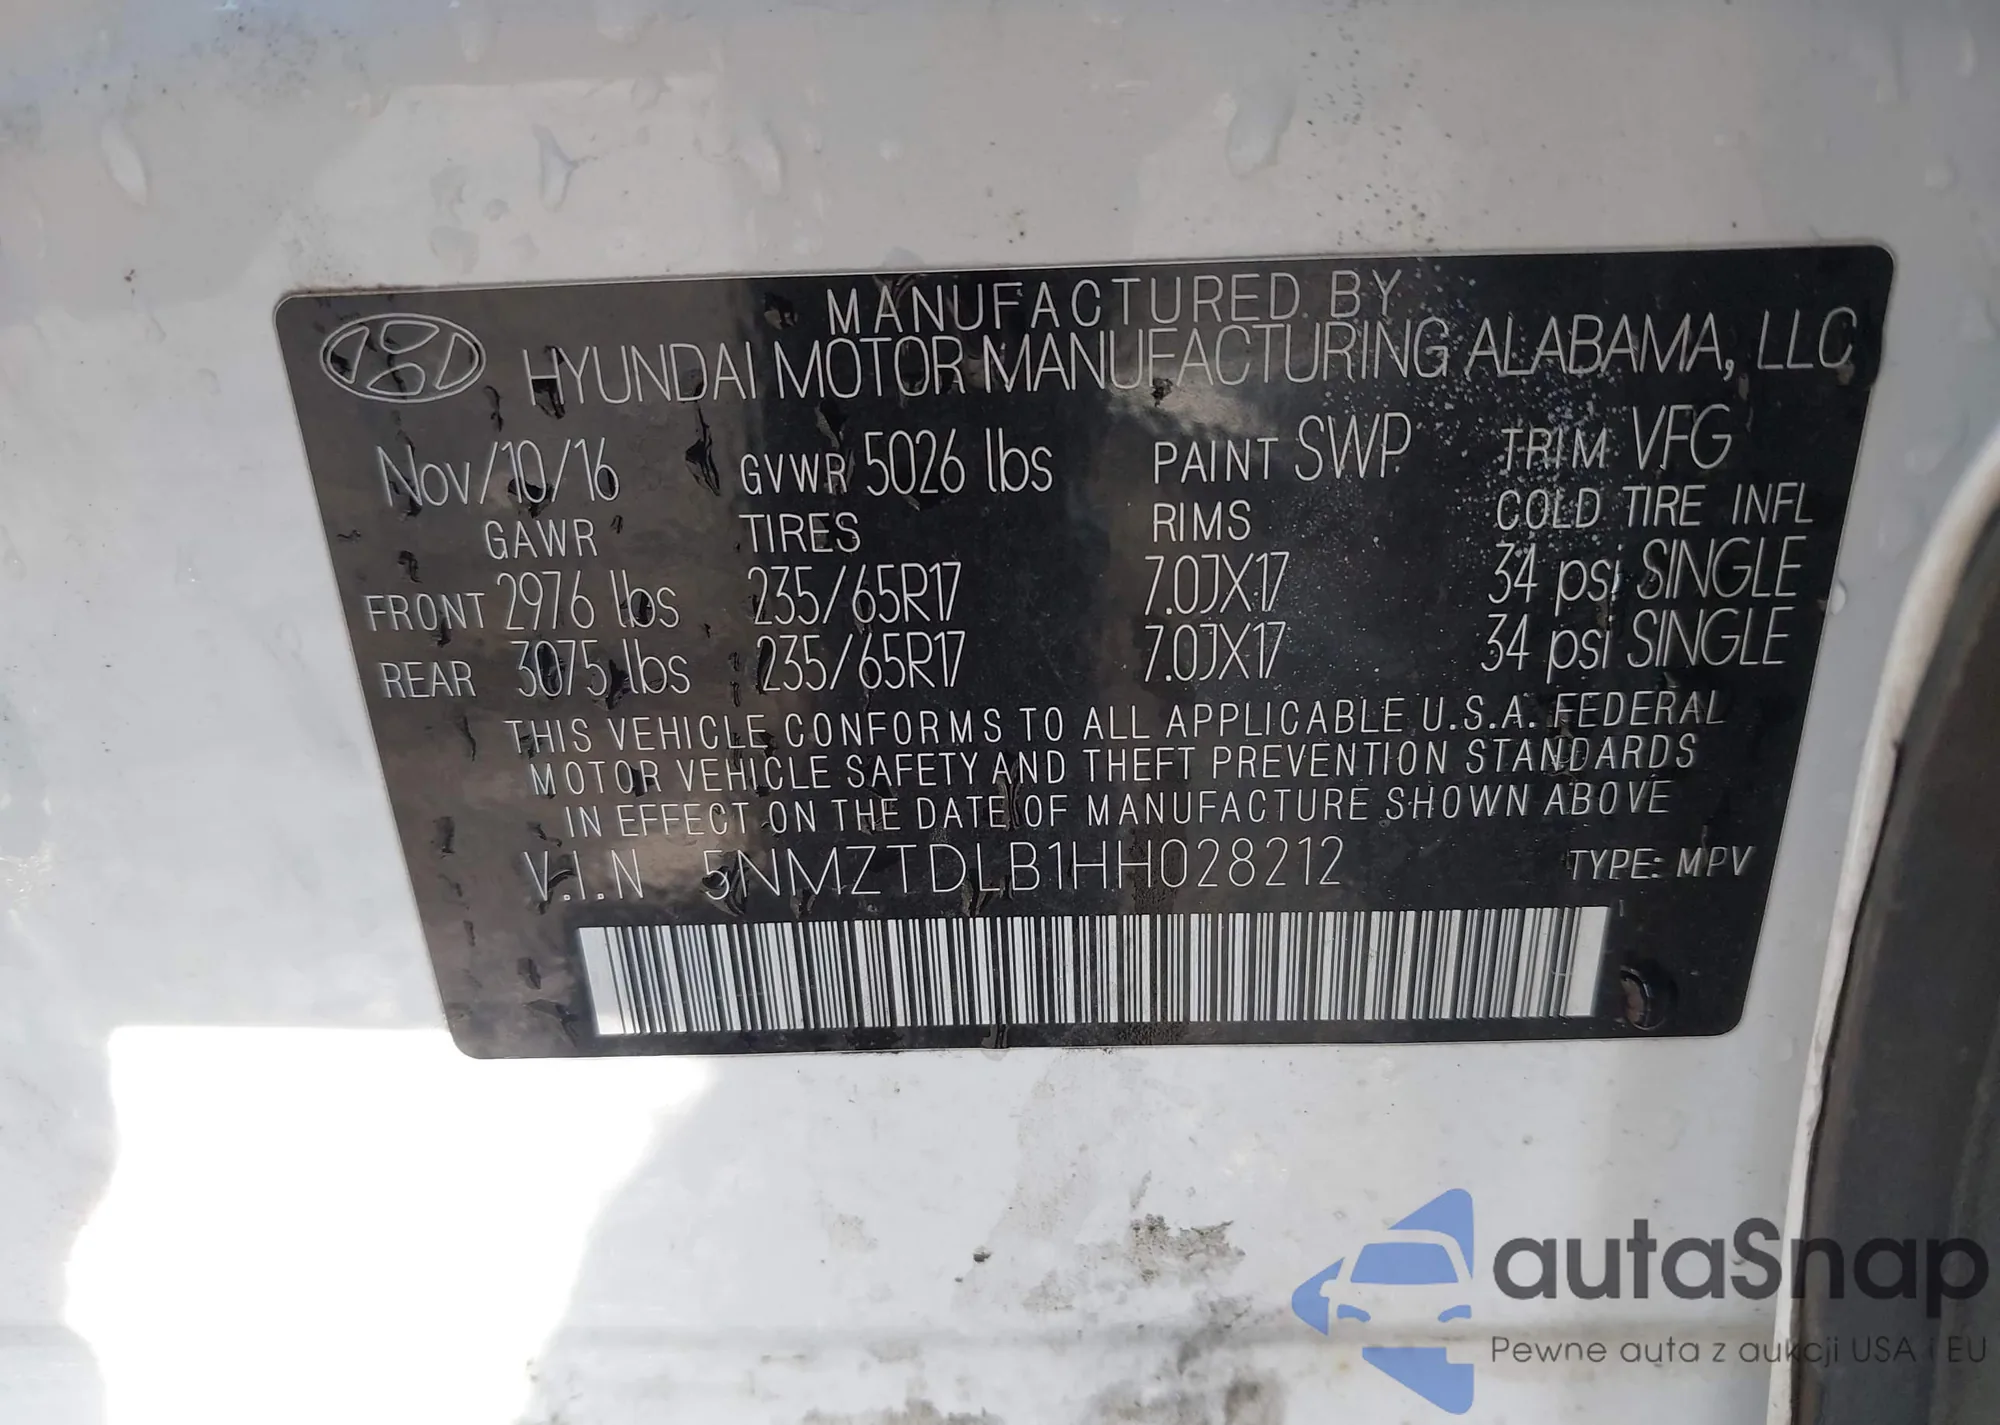 MANUFACTURED BY
HYUNDAI MOTOR MANUFACTURING ALABAMA, LLC
Nov/10/16 GVWR 5026 lbs PAINT SWP TRIM VFG
GAWR TIRES RIMS COLD TIRE INFL
FRONT 2976 lbs 235/65R17 7.0JX17 34 psi SINGLE
REAR 3075 lbs 235/65R17 7.0JX17 34 psi SINGLE
THIS VEHICLE CONFORMS TO ALL APPLICABLE U.S.A. FEDERAL
MOTOR VEHICLE SAFETY AND THEFT PREVENTION STANDARDS
IN EFFECT ON THE DATE OF MANUFACTURE SHOWN ABOVE
V.I.N 5NMZTDLB1HH028212 TYPE: MPV
autaSnap
Pewne auta z aukcji USA i EU